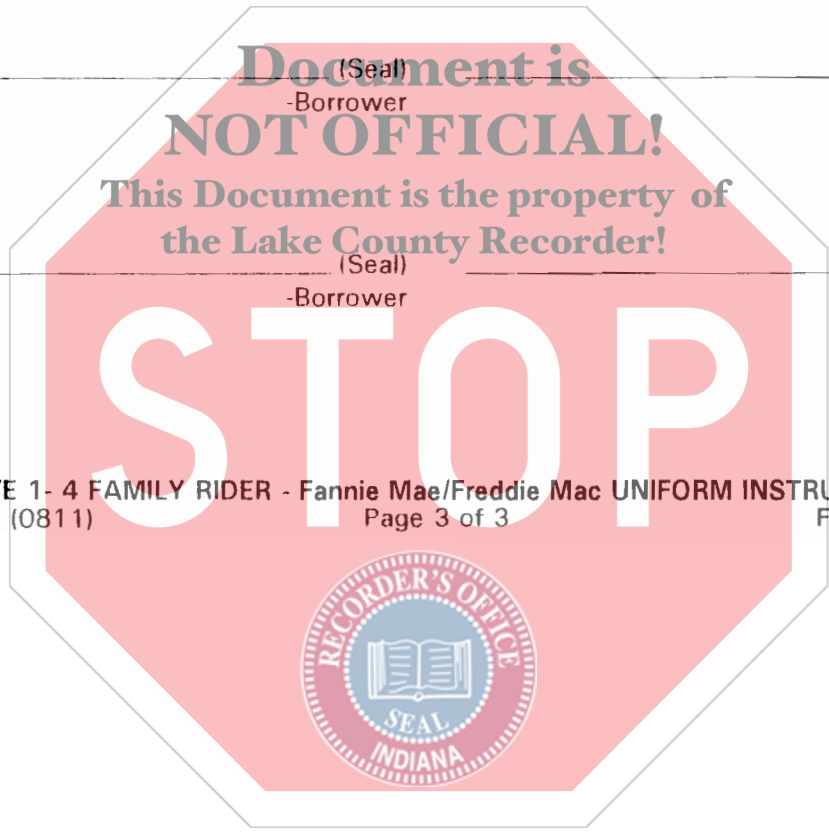 Document is
(Seal)
-Borrower
NOT OFFICIAL!
This Document is the property of
the Lake County Recorder!
(Seal)
-Borrower
STOP
E 1- 4 FAMILY RIDER - Fannie Mae/Freddie Mac UNIFORM INSTRU
(0811) Page 3 of 3 F
RECORDER'S OFFICE
SEAL
INDIANA